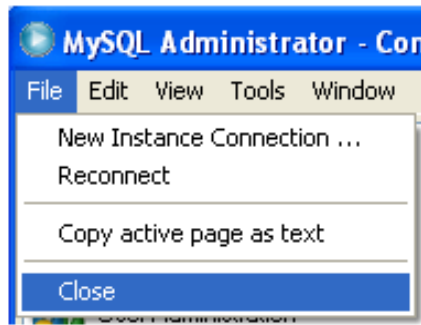 MySQL Administrator - Con
File Edit View Tools Window
New Instance Connection ...
Reconnect
Copy active page as text
Close